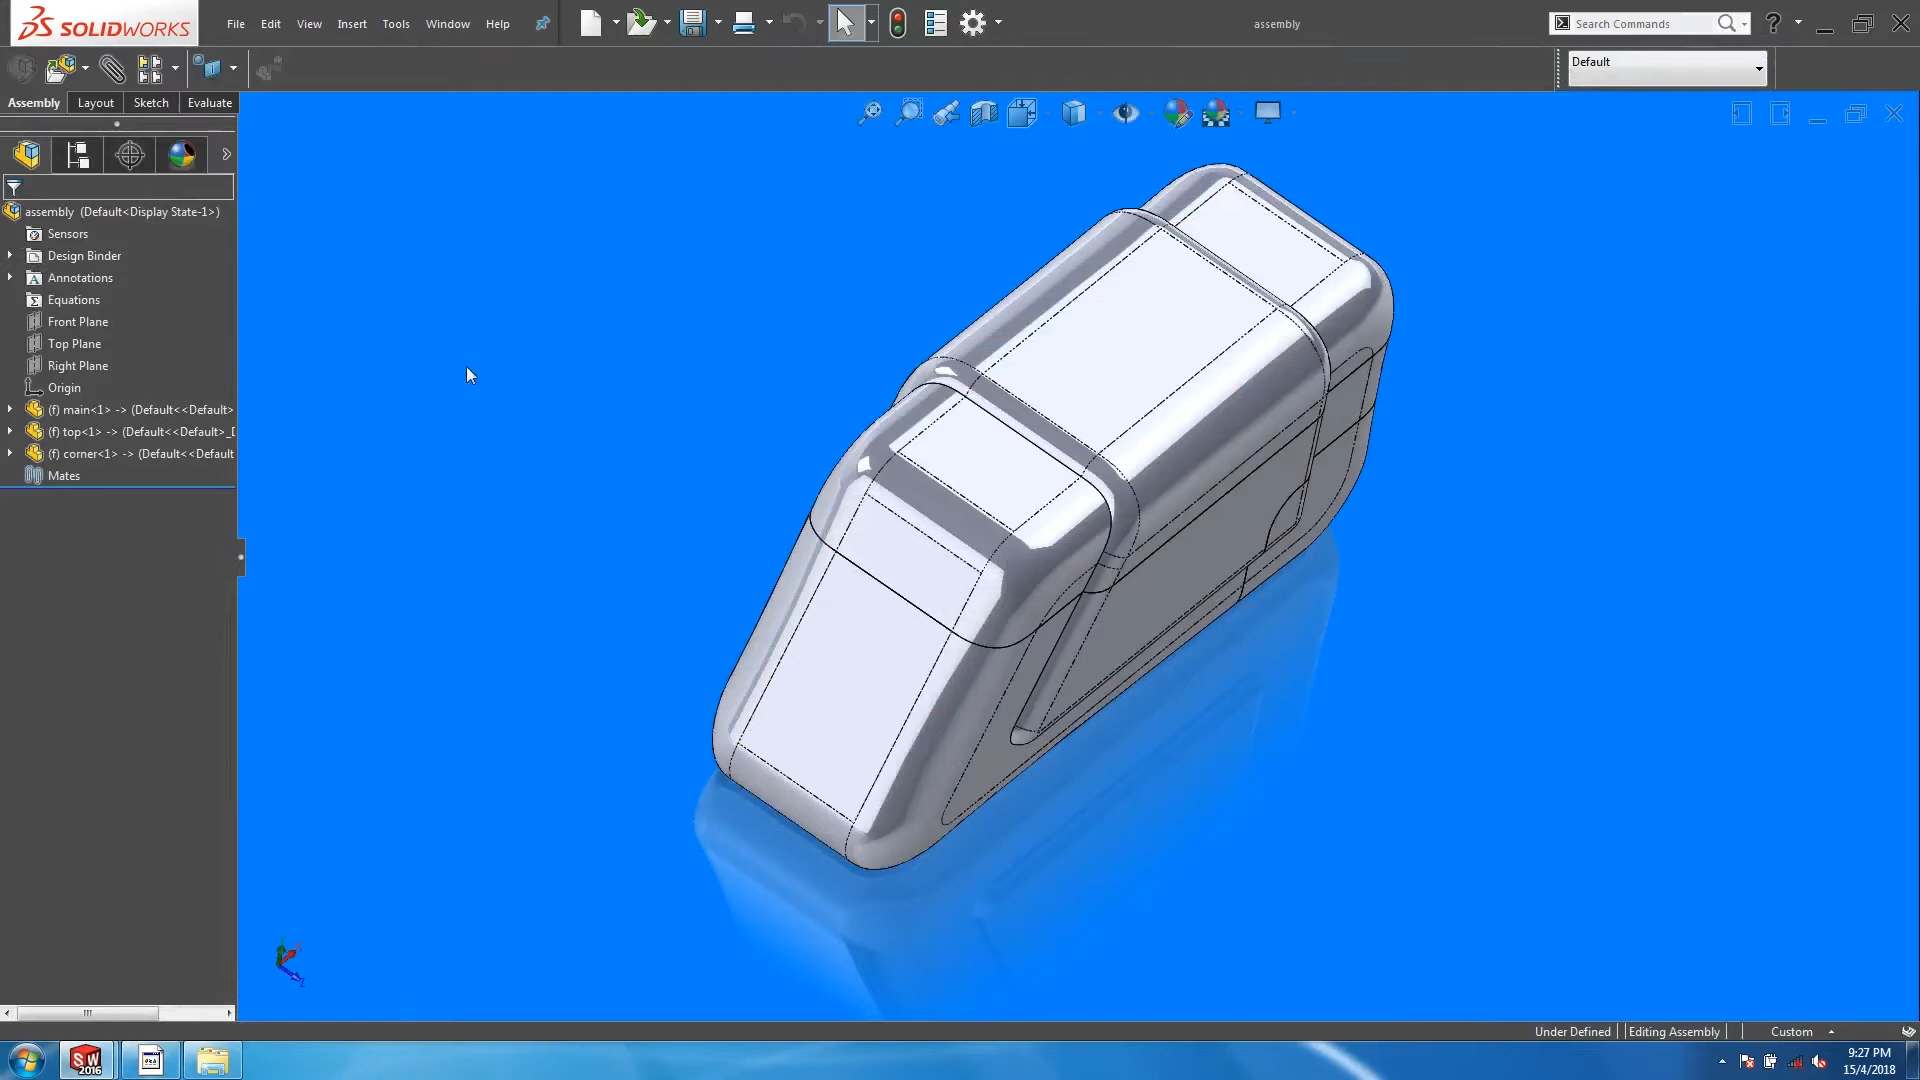 SOLIDWORKS File Edit View Insert Tools Window Help assembly Search Commands ?
Default
Assembly Layout Sketch Evaluate
assembly (Default<Display State-1>)
Sensors
Design Binder
Annotations
Equations
Front Plane
Top Plane
Right Plane
Origin
(f) main<1> -> (Default<<Default>
(f) top<1> -> (Default<<Default>_D
(f) corner<1> -> (Default<<Default
Mates
Under Defined Editing Assembly Custom
SW 2016
9:27 PM
15/4/2018